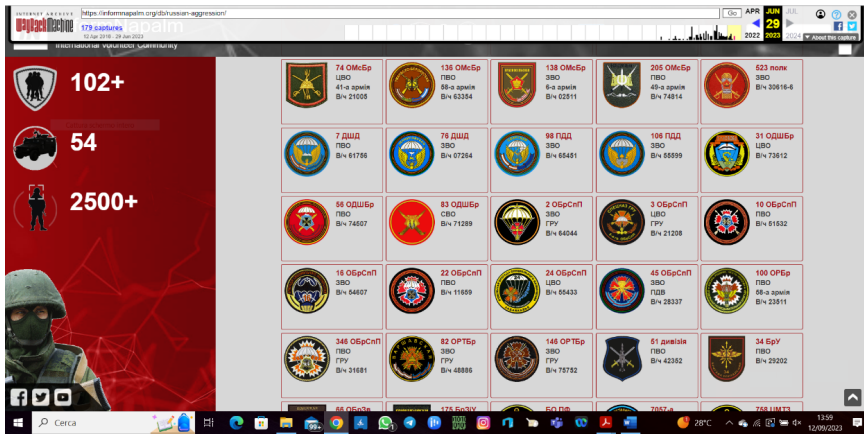 INTERNET ARCHIVE
WayBackMachine
https://informnapalm.org/db/russian-aggression/
Go
179 captures
12 Apr 2016 - 29 Jun 2023
APR JUN JUL
29
2022 2023 2024
About this capture
International Volunteer Community
102+
54
2500+
74 ОМсБр
ЦВО
41-а армія
В/ч 21005
136 ОМсБр
ПВО
58-а армія
В/ч 63354
138 ОМсБр
ЗВО
6-а армія
В/ч 02511
205 ОМсБр
ПВО
49-а армія
В/ч 74814
523 полк
ЗВО
В/ч 30616-6
7 ДШД
ПВО
В/ч 61756
76 ДШД
ЗВО
В/ч 07264
98 ПДД
ЗВО
В/ч 65451
106 ПДД
ЗВО
В/ч 55599
31 ОДШБр
ЦВО
В/ч 73612
56 ОДШБр
ПВО
В/ч 74507
83 ОДШБр
СВО
В/ч 71289
2 ОБрСпП
ЗВО
ГРУ
В/ч 64044
3 ОБрСпП
ЦВО
ГРУ
В/ч 21208
10 ОБрСпП
ПВО
В/ч 51532
16 ОБрСпП
ЗВО
В/ч 54607
22 ОБрСпП
ПВО
В/ч 11659
24 ОБрСпП
ЦВО
В/ч 55433
45 ОБрСпП
ЗВО
ПДВ
В/ч 28337
100 ОРБр
ПВО
58-а армія
В/ч 23511
346 ОБрСпП
ПВО
ГРУ
В/ч 31681
82 ОРТБр
ЗВО
ГРУ
В/ч 48886
146 ОРТБр
ЗВО
ГРУ
В/ч 75752
51 дивізія
ПВО
В/ч 42352
34 БрУ
ПВО
В/ч 29202
7057-а
Cerca
99+
28°C
13:59
12/09/2023